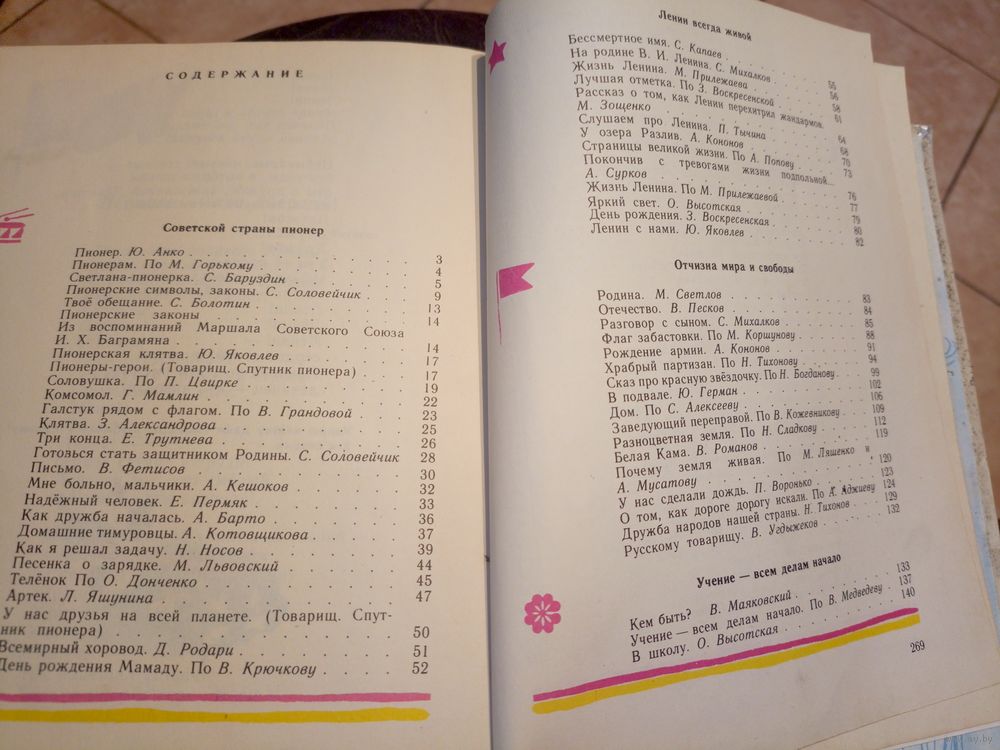 СОДЕРЖАНИЕ
Советской страны пионер
Пионер. Ю. Анко . . . 3
Пионерам. По М. Горькому . . . 4
Светлана-пионерка. С. Баруздин . . . 5
Пионерские символы, законы. С. Соловейчик . . . 9
Твоё обещание. С. Болотин . . . 13
Пионерские законы . . . 14
Из воспоминаний Маршала Советского Союза
И. Х. Баграмяна . . . 14
Пионерская клятва. Ю. Яковлев . . . 17
Пионеры-герои. (Товарищ. Спутник пионера) . . . 17
Соловушка. По П. Цвирке . . . 19
Комсомол. Г. Мамлин . . . 22
Галстук рядом с флагом. По В. Грандовой . . . 23
Клятва. З. Александрова . . . 25
Три конца. Е. Трутнева . . . 26
Готовься стать защитником Родины. С. Соловейчик 28
Письмо. В. Фетисов . . . 30
Мне больно, мальчики. А. Кешоков . . . 32
Надёжный человек. Е. Пермяк . . . 33
Как дружба началась. А. Барто . . . 36
Домашние тимуровцы. А. Котовщикова . . . 37
Как я решал задачу. Н. Носов . . . 39
Песенка о зарядке. М. Львовский . . . 44
Телёнок По О. Донченко . . . 45
Артек. Л. Яшунина . . . 47
У нас друзья на всей планете. (Товарищ. Спут-
ник пионера) . . . 50
Всемирный хоровод. Д. Родари . . . 51
День рождения Мамаду. По В. Крючкову . . . 52
Ленин всегда живой
Бессмертное имя. С. Капаев . . . 55
На родине В. И. Ленина. С. Михалков . . . 56
Жизнь Ленина. М. Прилежаева . . . 58
Лучшая отметка. По З. Воскресенской . . . 61
Рассказ о том, как Ленин перехитрил жандармов.
М. Зощенко . . . 64
Слушаем про Ленина. П. Тычина . . . 68
У озера Разлив. А. Кононов . . . 70
Страницы великой жизни. По А. Попову . . . 73
Покончив с тревогами жизни подпольной...
А. Сурков . . . 76
Жизнь Ленина. По М. Прилежаевой . . . 77
Яркий свет. О. Высотская . . . 79
День рождения. З. Воскресенская . . . 80
Ленин с нами. Ю. Яковлев . . . 82
Отчизна мира и свободы
Родина. М. Светлов . . . 83
Отечество. В. Песков . . . 84
Разговор с сыном. С. Михалков . . . 85
Флаг забастовки. По М. Коршунову . . . 88
Рождение армии. А. Кононов . . . 91
Храбрый партизан. По Н. Тихонову . . . 94
Сказ про красную звёздочку. По Н. Богданову . . . 99
В подвале. Ю. Герман . . . 102
Дом. По С. Алексееву . . . 106
Заведующий переправой. По В. Кожевникову . . . 109
Разноцветная земля. По Н. Сладкову . . . 112
Белая Кама. В. Романов . . . 119
Почему земля живая. По М. Ляшенко и
А. Мусатову . . . 120
У нас сделали дождь. П. Воронько . . . 123
О том, как дороге дорогу искали. По А. Аджиеву 124
Дружба народов нашей страны. Н. Тихонов . . . 129
Русскому товарищу. В. Угдыжеков . . . 132
Учение — всем делам начало
Кем быть? В. Маяковский . . . 133
Учение — всем делам начало. По В. Медведеву . . . 137
В школу. О. Высотская . . . 140
269